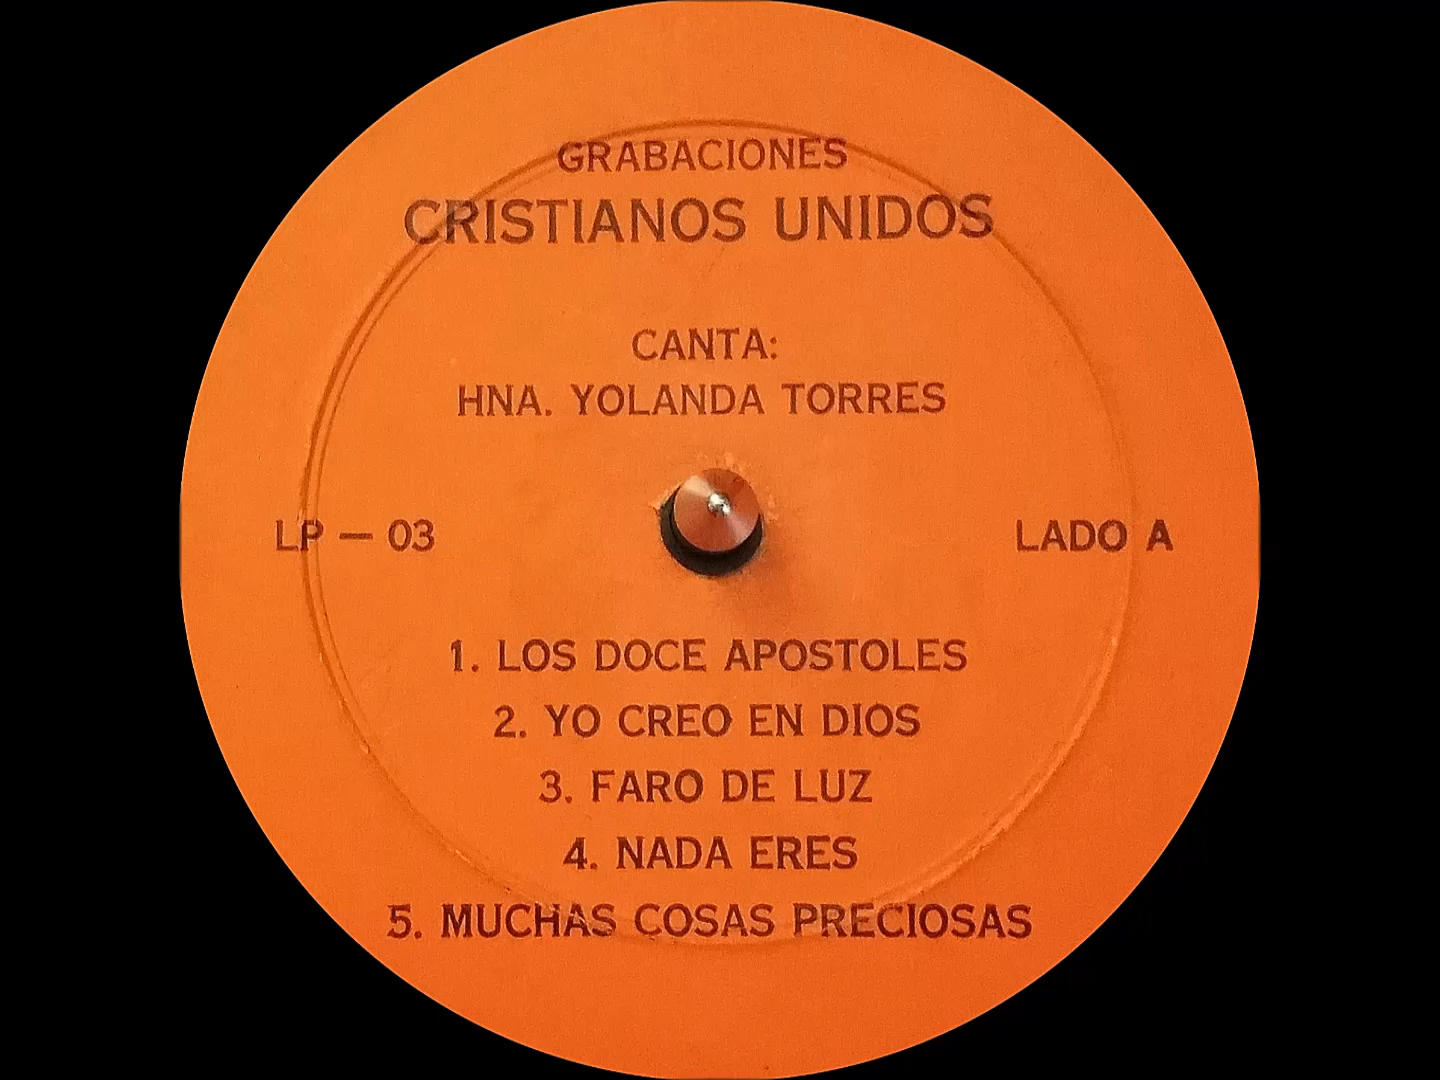 GRABACIONES
CRISTIANOS UNIDOS
CANTA:
HNA. YOLANDA TORRES
LP — 03
LADO A
1. LOS DOCE APOSTOLES
2. YO CREO EN DIOS
3. FARO DE LUZ
4. NADA ERES
5. MUCHAS COSAS PRECIOSAS